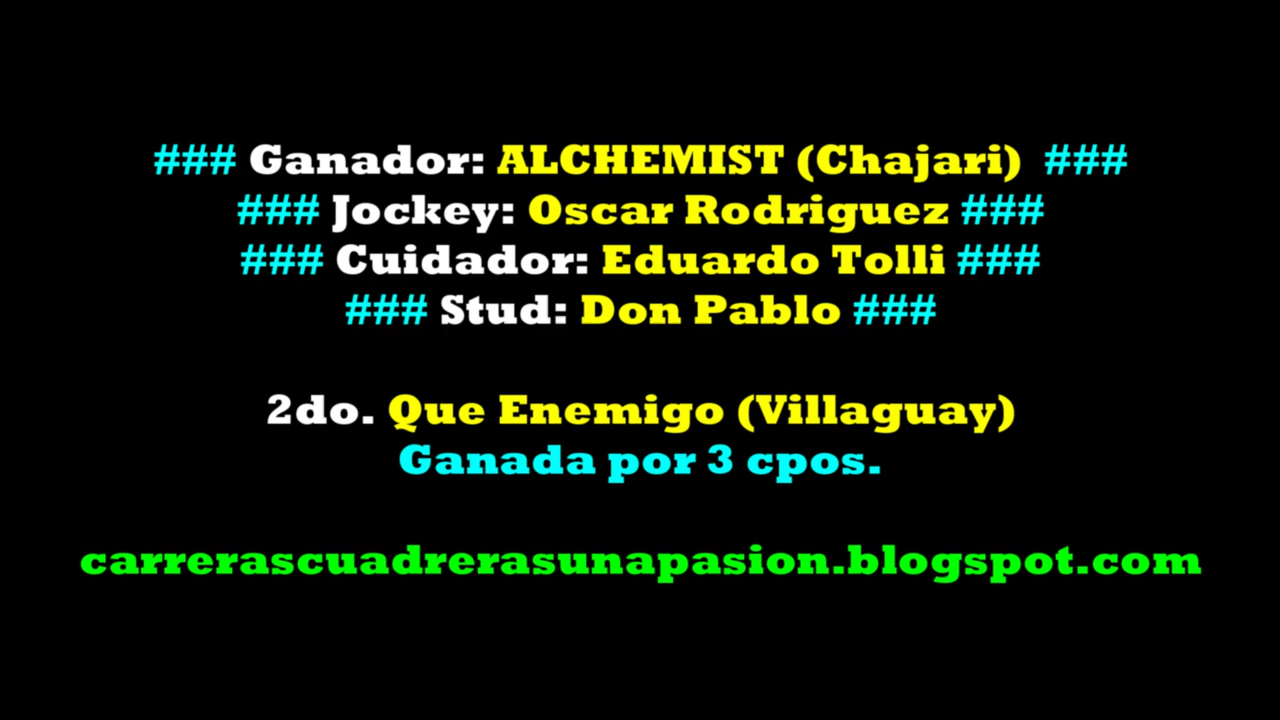 ### Ganador: ALCHEMIST (Chajari) ###
### Jockey: Oscar Rodriguez ###
### Cuidador: Eduardo Tolli ###
### Stud: Don Pablo ###
2do. Que Enemigo (Villaguay)
Ganada por 3 cpos.
carrerascuadrerasunapasion.blogspot.com